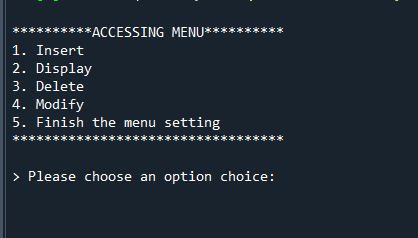 **********ACCESSING MENU**********
1. Insert
2. Display
3. Delete
4. Modify
5. Finish the menu setting
**********************************

> Please choose an option choice: